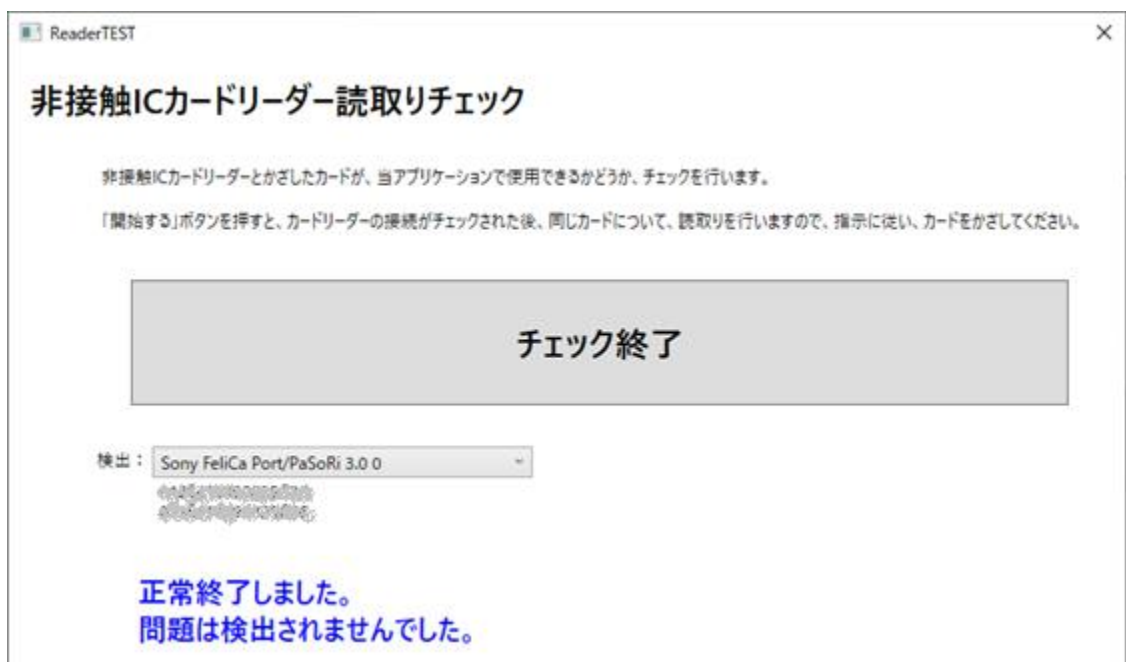 ReaderTEST
非接触ICカードリーダー読取りチェック
非接触ICカードリーダーとかざしたカードが、当アプリケーションで使用できるかどうか、チェックを行います。
「開始する」ボタンを押すと、カードリーダーの接続がチェックされた後、同じカードについて、読取りを行いますので、指示に従い、カードをかざしてください。
チェック終了
検出： Sony FeliCa Port/PaSoRi 3.0 0
正常終了しました。
問題は検出されませんでした。